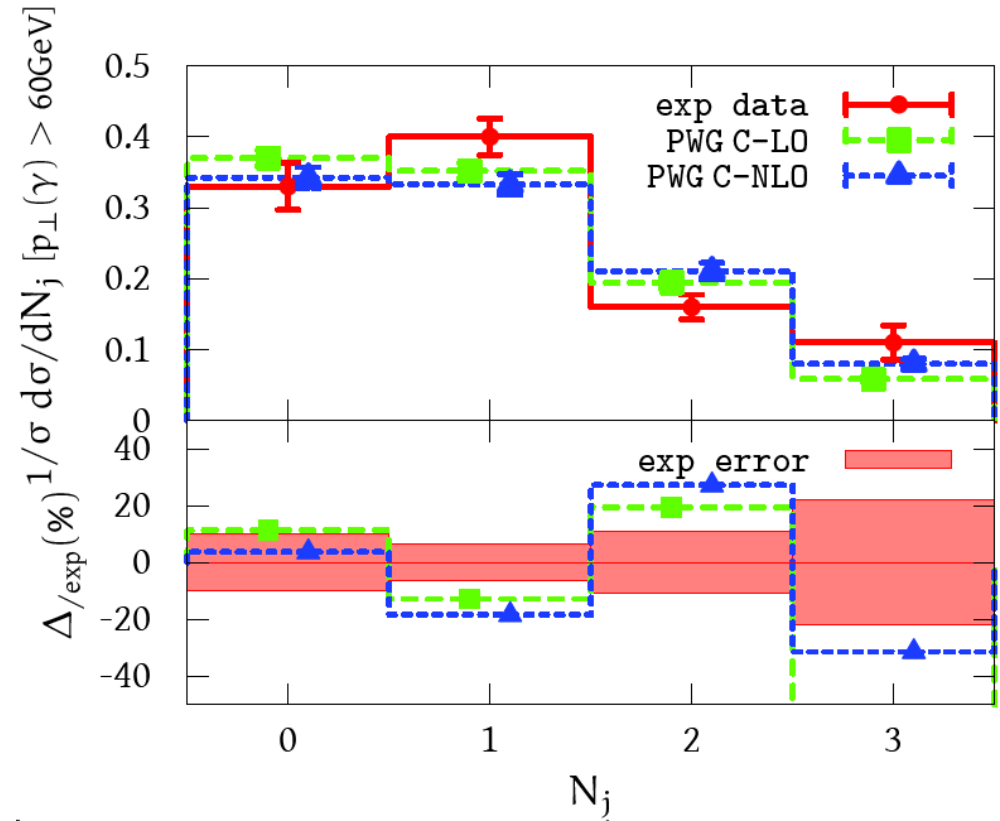 1/σ dσ/dNj [p⊥(γ) > 60GeV]
0.5
0.4
0.3
0.2
0.1
0
exp data
PWG C-LO
PWG C-NLO
Δ/exp(%)
40
20
0
-20
-40
exp error
0 1 2 3
Nj